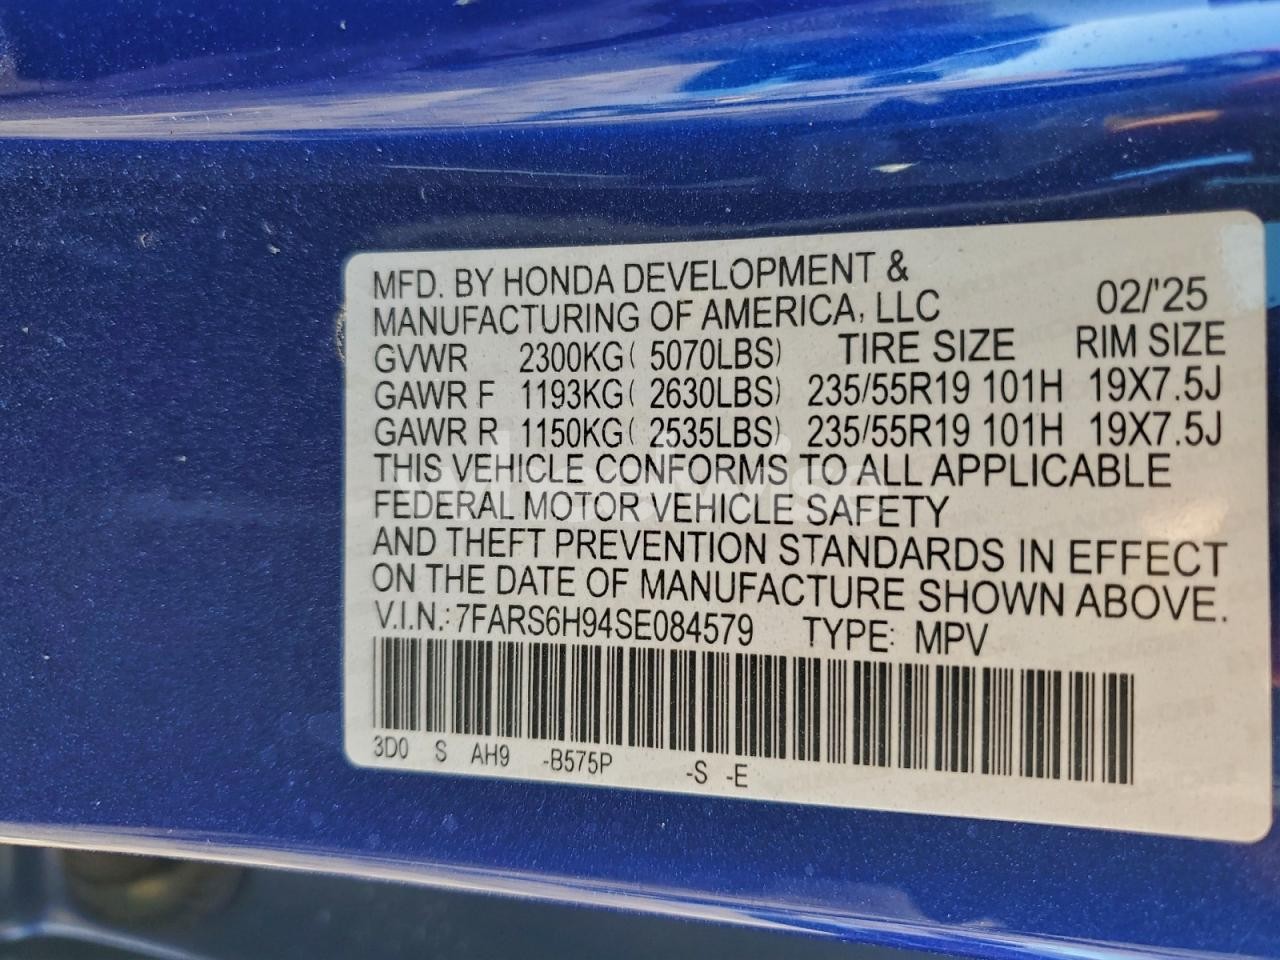 MFD. BY HONDA DEVELOPMENT &
MANUFACTURING OF AMERICA, LLC 02/'25
GVWR 2300KG( 5070LBS) TIRE SIZE RIM SIZE
GAWR F 1193KG( 2630LBS) 235/55R19 101H 19X7.5J
GAWR R 1150KG( 2535LBS) 235/55R19 101H 19X7.5J
THIS VEHICLE CONFORMS TO ALL APPLICABLE
FEDERAL MOTOR VEHICLE SAFETY
AND THEFT PREVENTION STANDARDS IN EFFECT
ON THE DATE OF MANUFACTURE SHOWN ABOVE.
V.I.N.: 7FARS6H94SE084579 TYPE: MPV
3D0 S AH9 -B575P -S -E